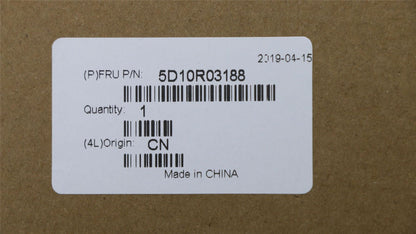 2019-04-15
(P)FRU P/N: 5D10R03188
Quantity: 1
(4L)Origin: CN
Made in CHINA